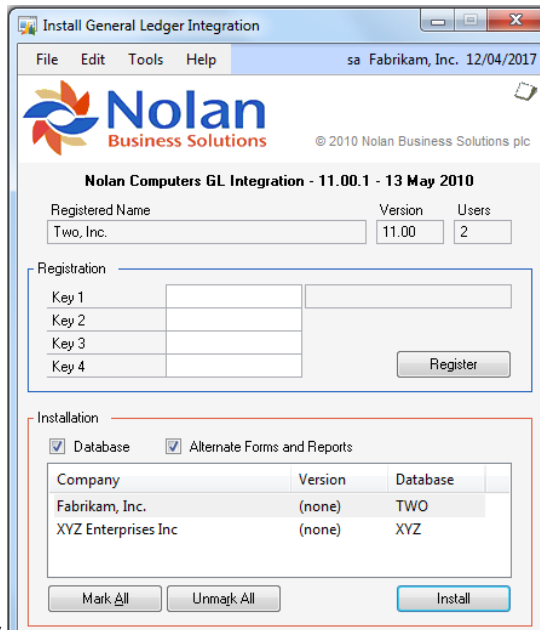 Install General Ledger Integration
File Edit Tools Help sa Fabrikam, Inc. 12/04/2017
Nolan
Business Solutions © 2010 Nolan Business Solutions plc
Nolan Computers GL Integration - 11.00.1 - 13 May 2010
Registered Name Version Users
Two, Inc. 11.00 2
Registration
Key 1
Key 2
Key 3
Key 4 Register
Installation
Database Alternate Forms and Reports
Company Version Database
Fabrikam, Inc. (none) TWO
XYZ Enterprises Inc (none) XYZ
Mark All Unmark All Install